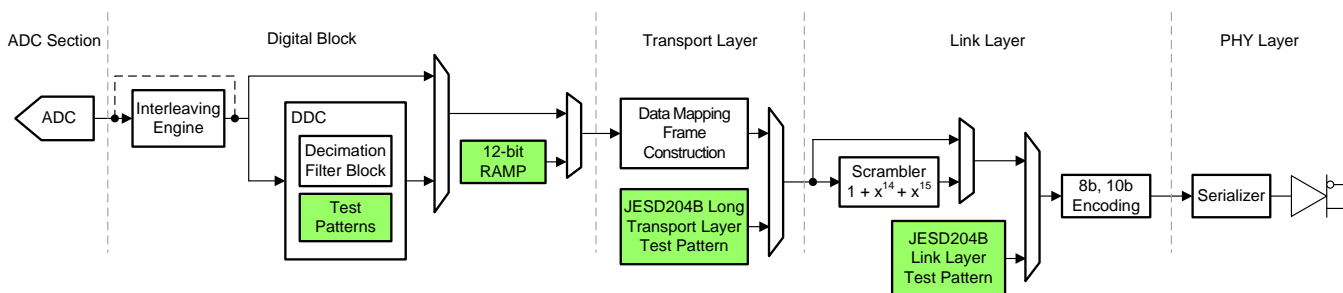 ADC Section
Digital Block
Transport Layer
Link Layer
PHY Layer
ADC
Interleaving
Engine
DDC
Decimation
Filter Block
Test
Patterns
12-bit
RAMP
Data Mapping
Frame
Construction
JESD204B Long
Transport Layer
Test Pattern
Scrambler
1 + x^14 + x^15
JESD204B
Link Layer
Test Pattern
8b, 10b
Encoding
Serializer